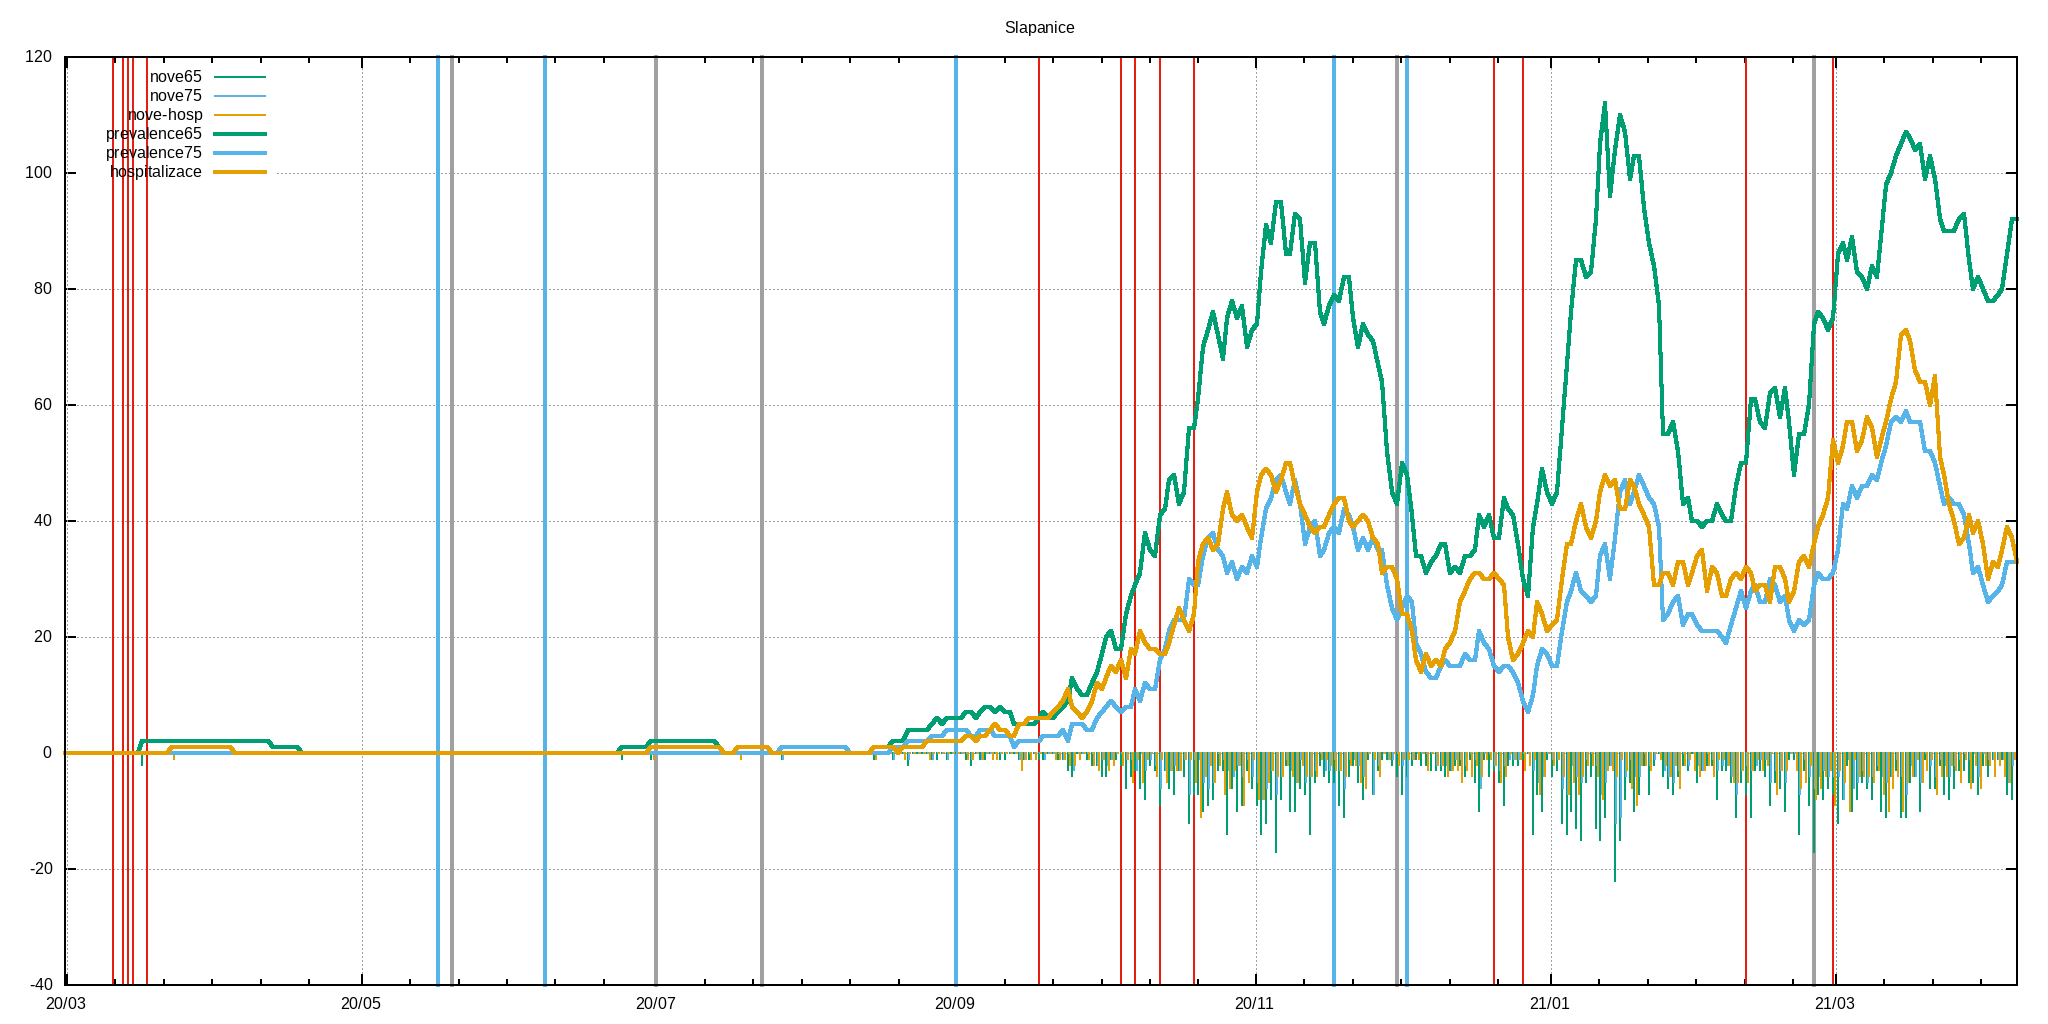 Slapanice
120
100
80
60
40
20
0
-20
-40
nove65
nove75
nove-hosp
prevalence65
prevalence75
hospitalizace
20/03 20/05 20/07 20/09 20/11 21/01 21/03